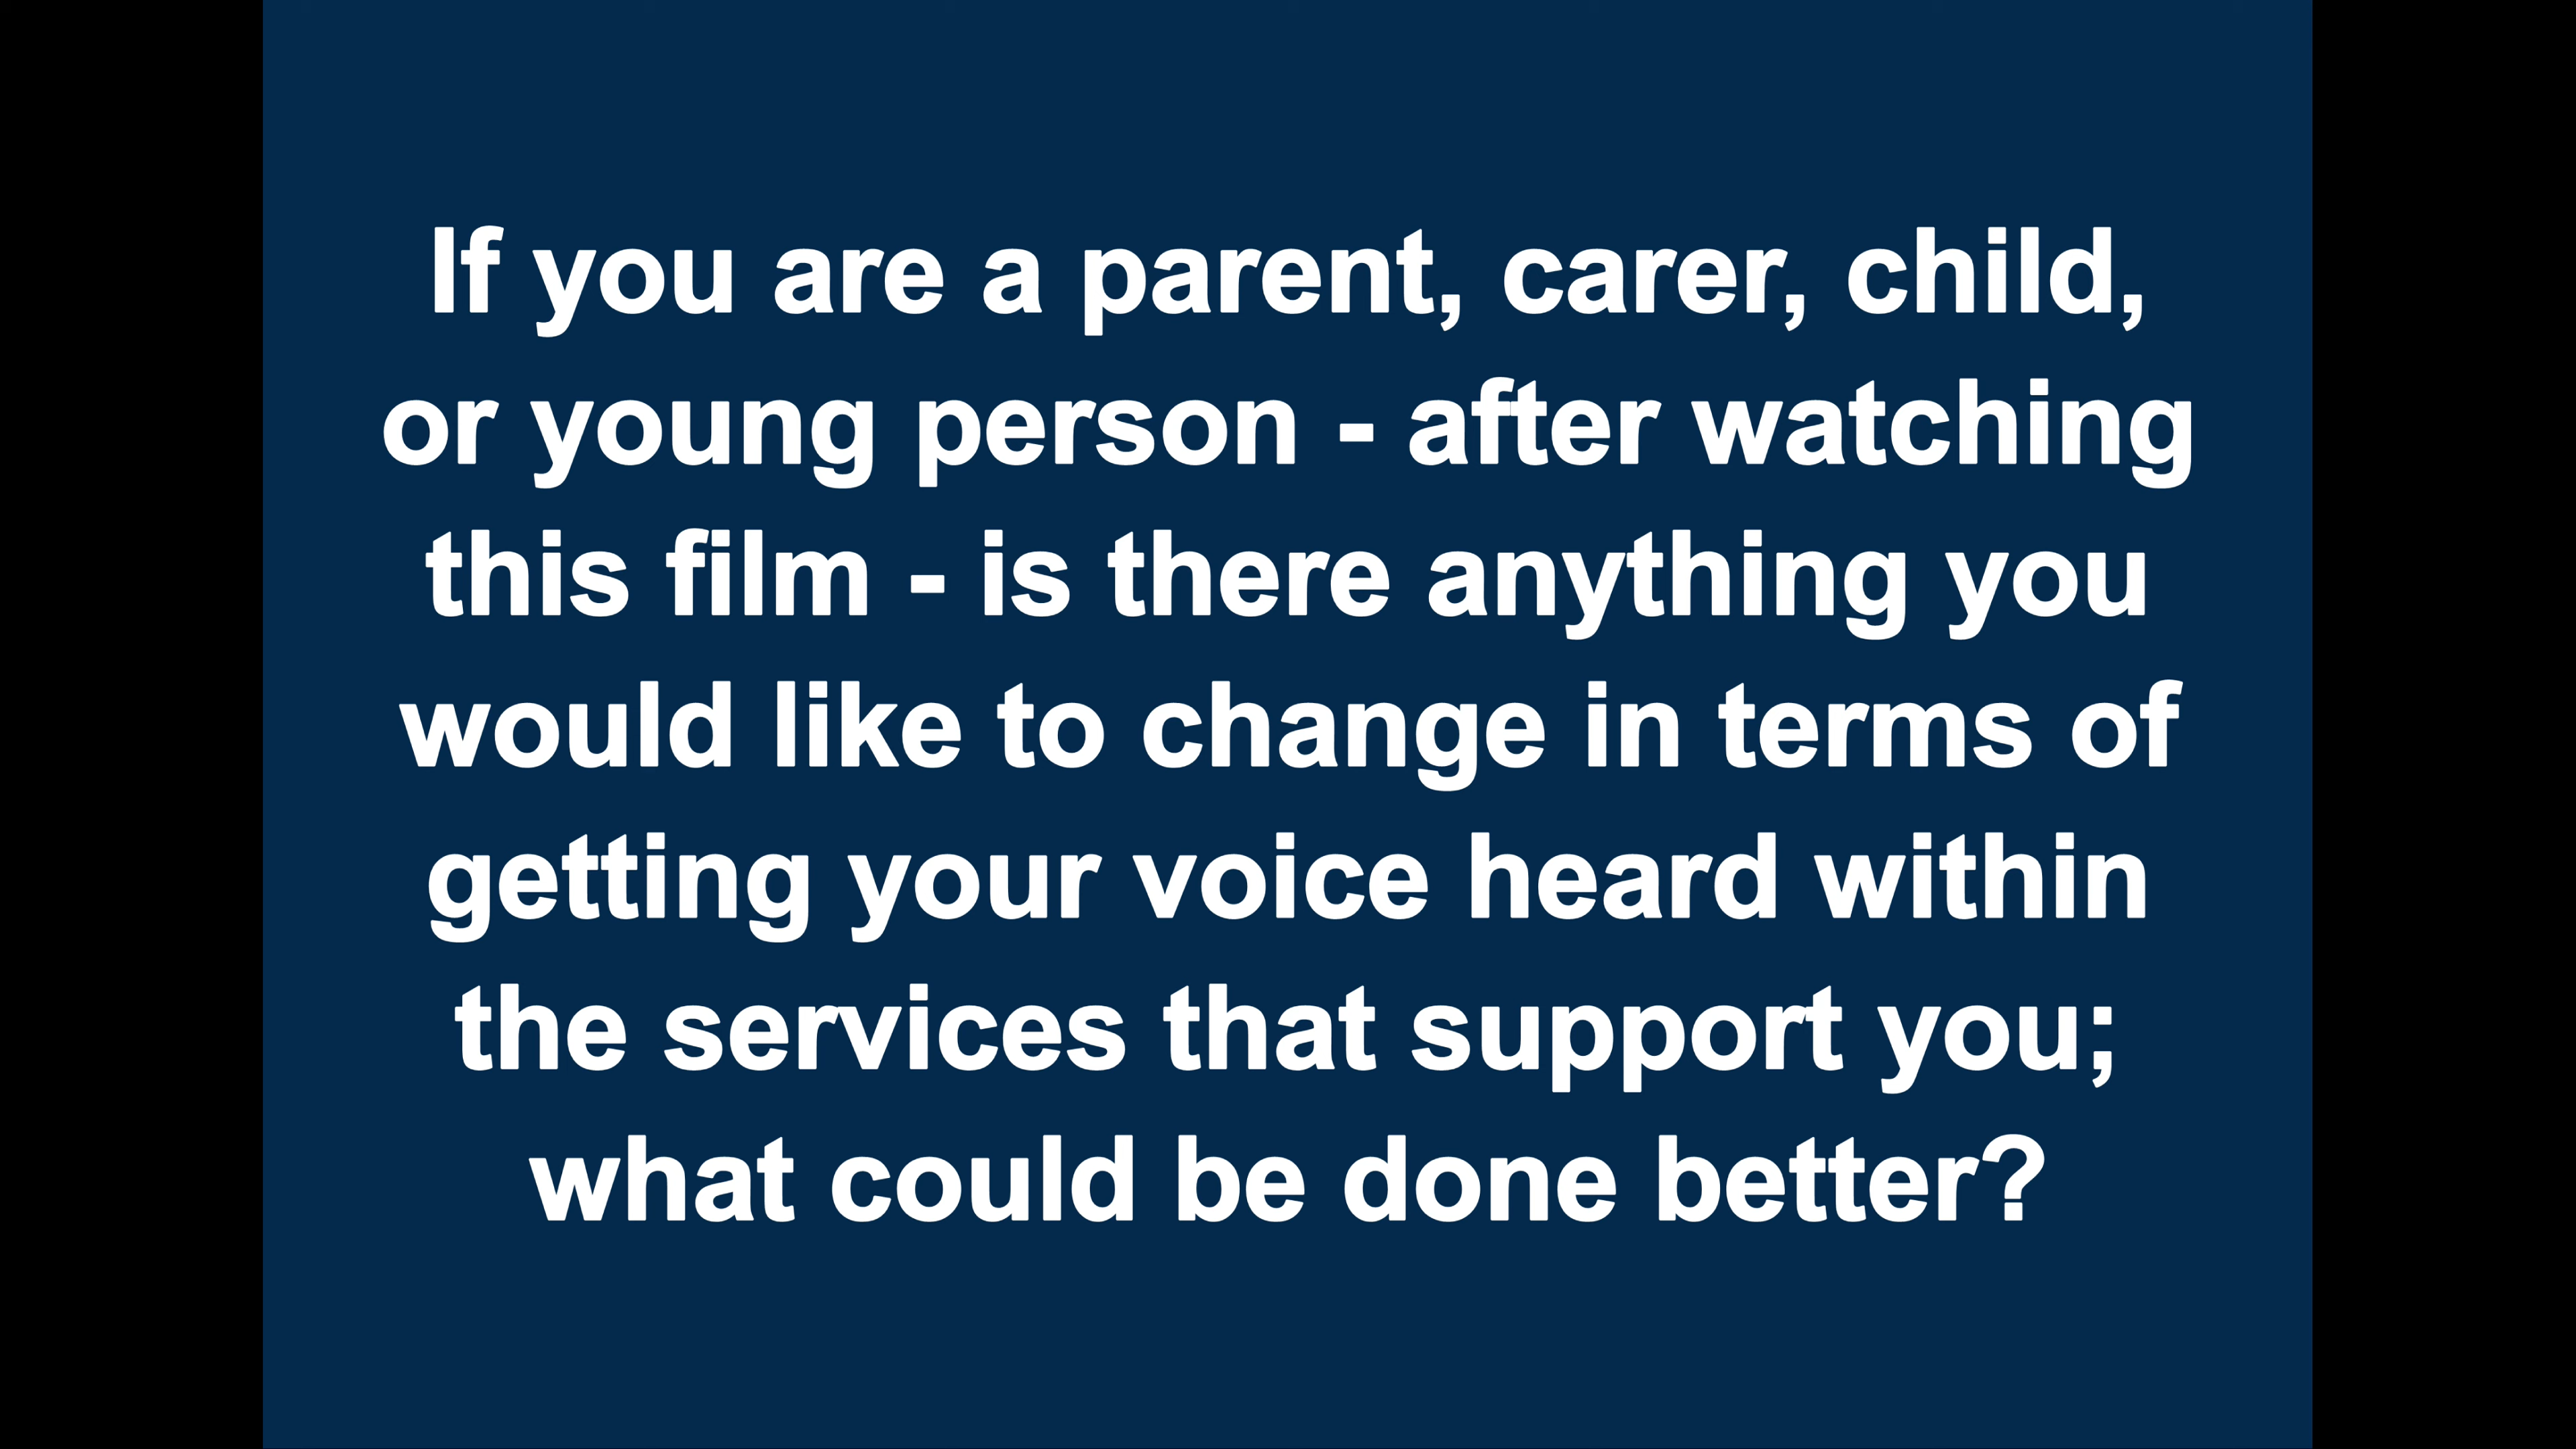 If you are a parent, carer, child,
or young person - after watching
this film - is there anything you
would like to change in terms of
getting your voice heard within
the services that support you;
what could be done better?